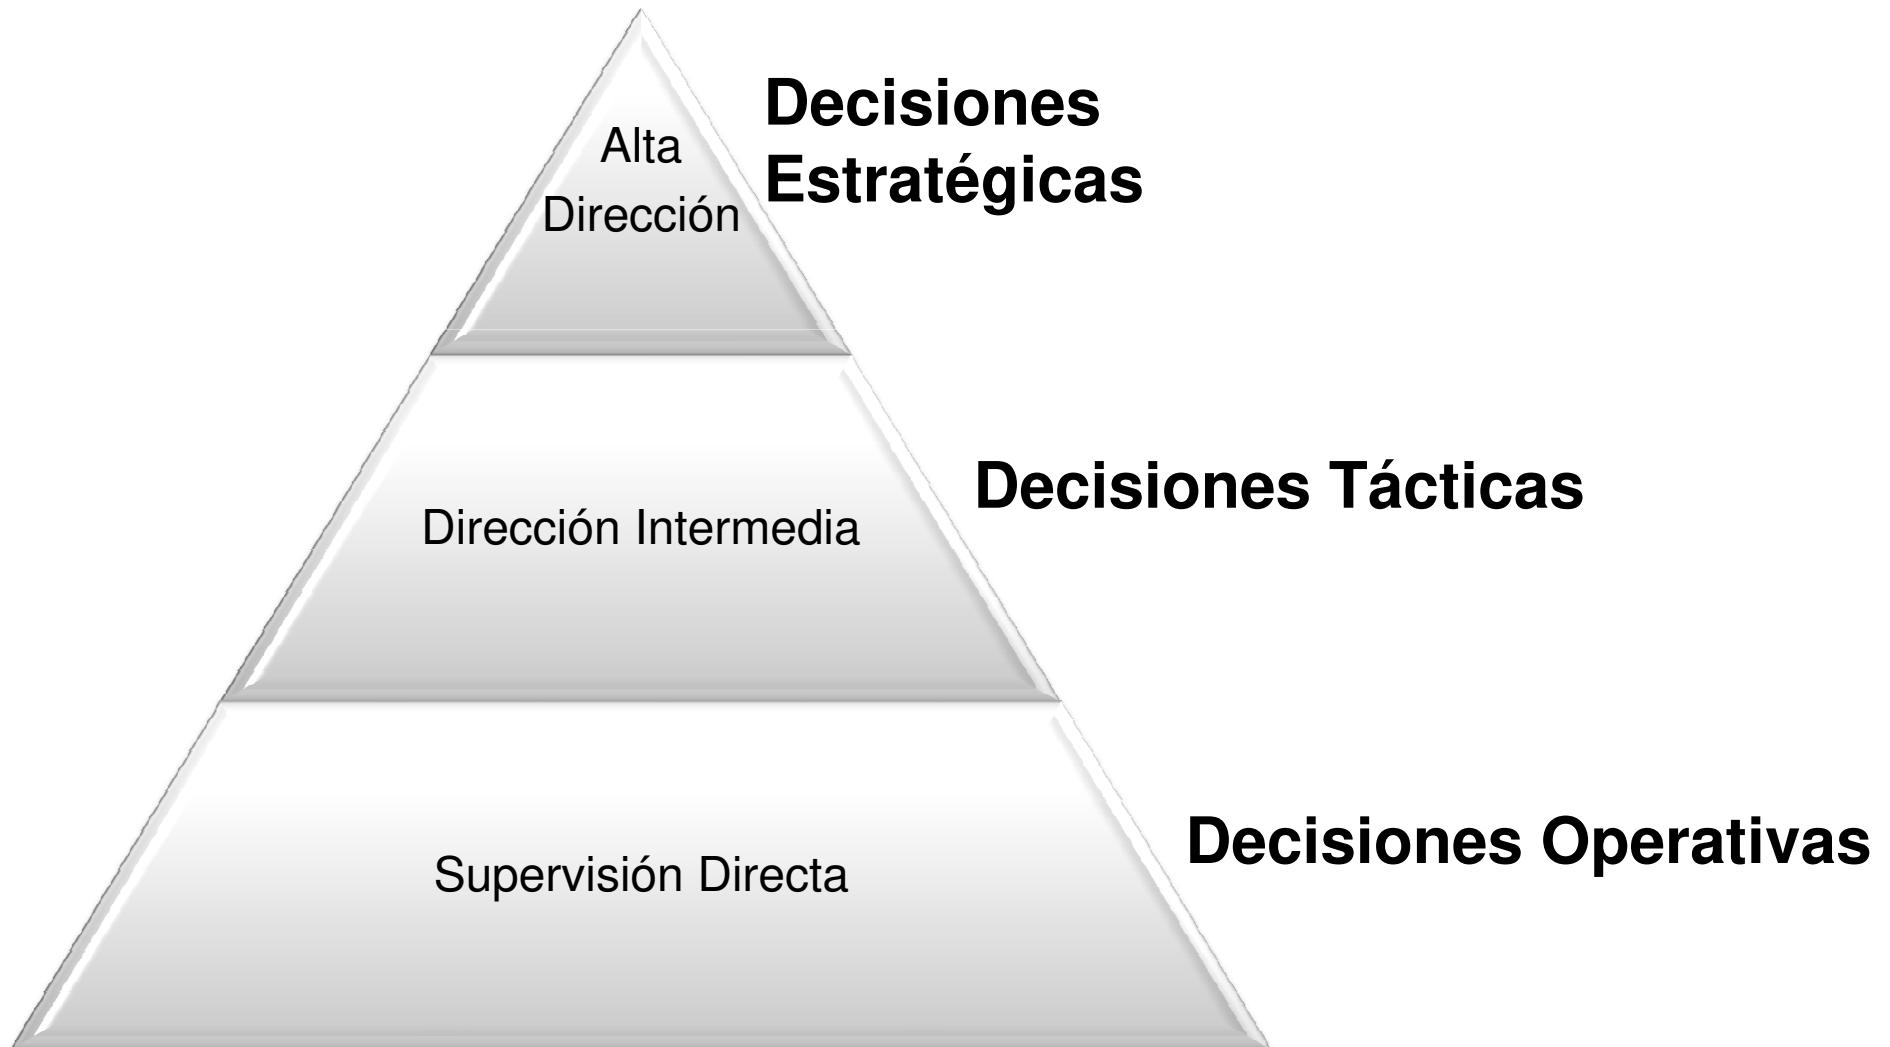 Alta
Dirección
Decisiones
Estratégicas
Dirección Intermedia
Decisiones Tácticas
Supervisión Directa
Decisiones Operativas